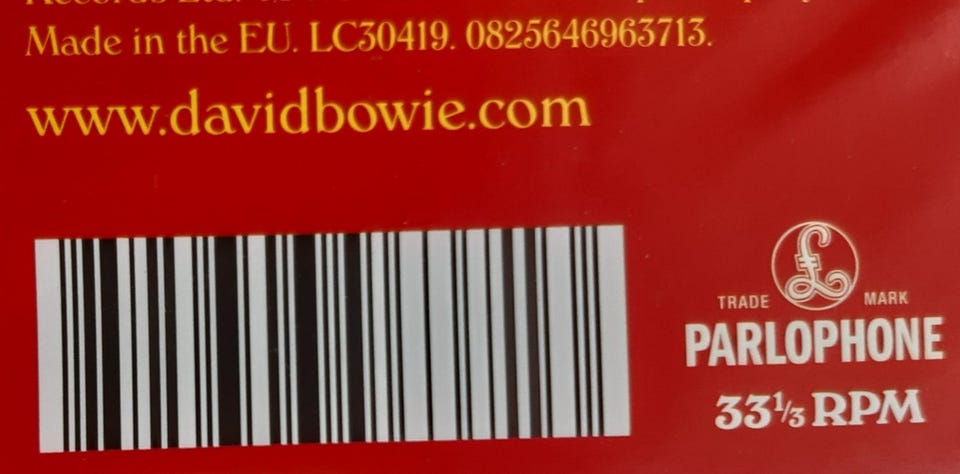 Made in the EU. LC30419. 0825646963713.
www.davidbowie.com
£
TRADE MARK
PARLOPHONE
33⅓ RPM